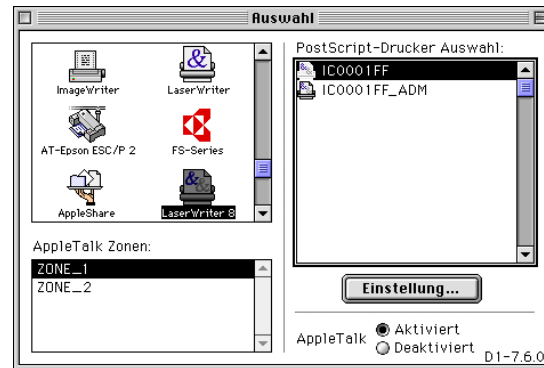 Auswahl
ImageWriter
LaserWriter
AT-Epson ESC/P 2
FS-Series
AppleShare
LaserWriter 8
AppleTalk Zonen:
ZONE_1
ZONE_2
PostScript-Drucker Auswahl:
IC0001FF
IC0001FF_ADM
Einstellung...
AppleTalk
Aktiviert
Deaktiviert
D1-7.6.0